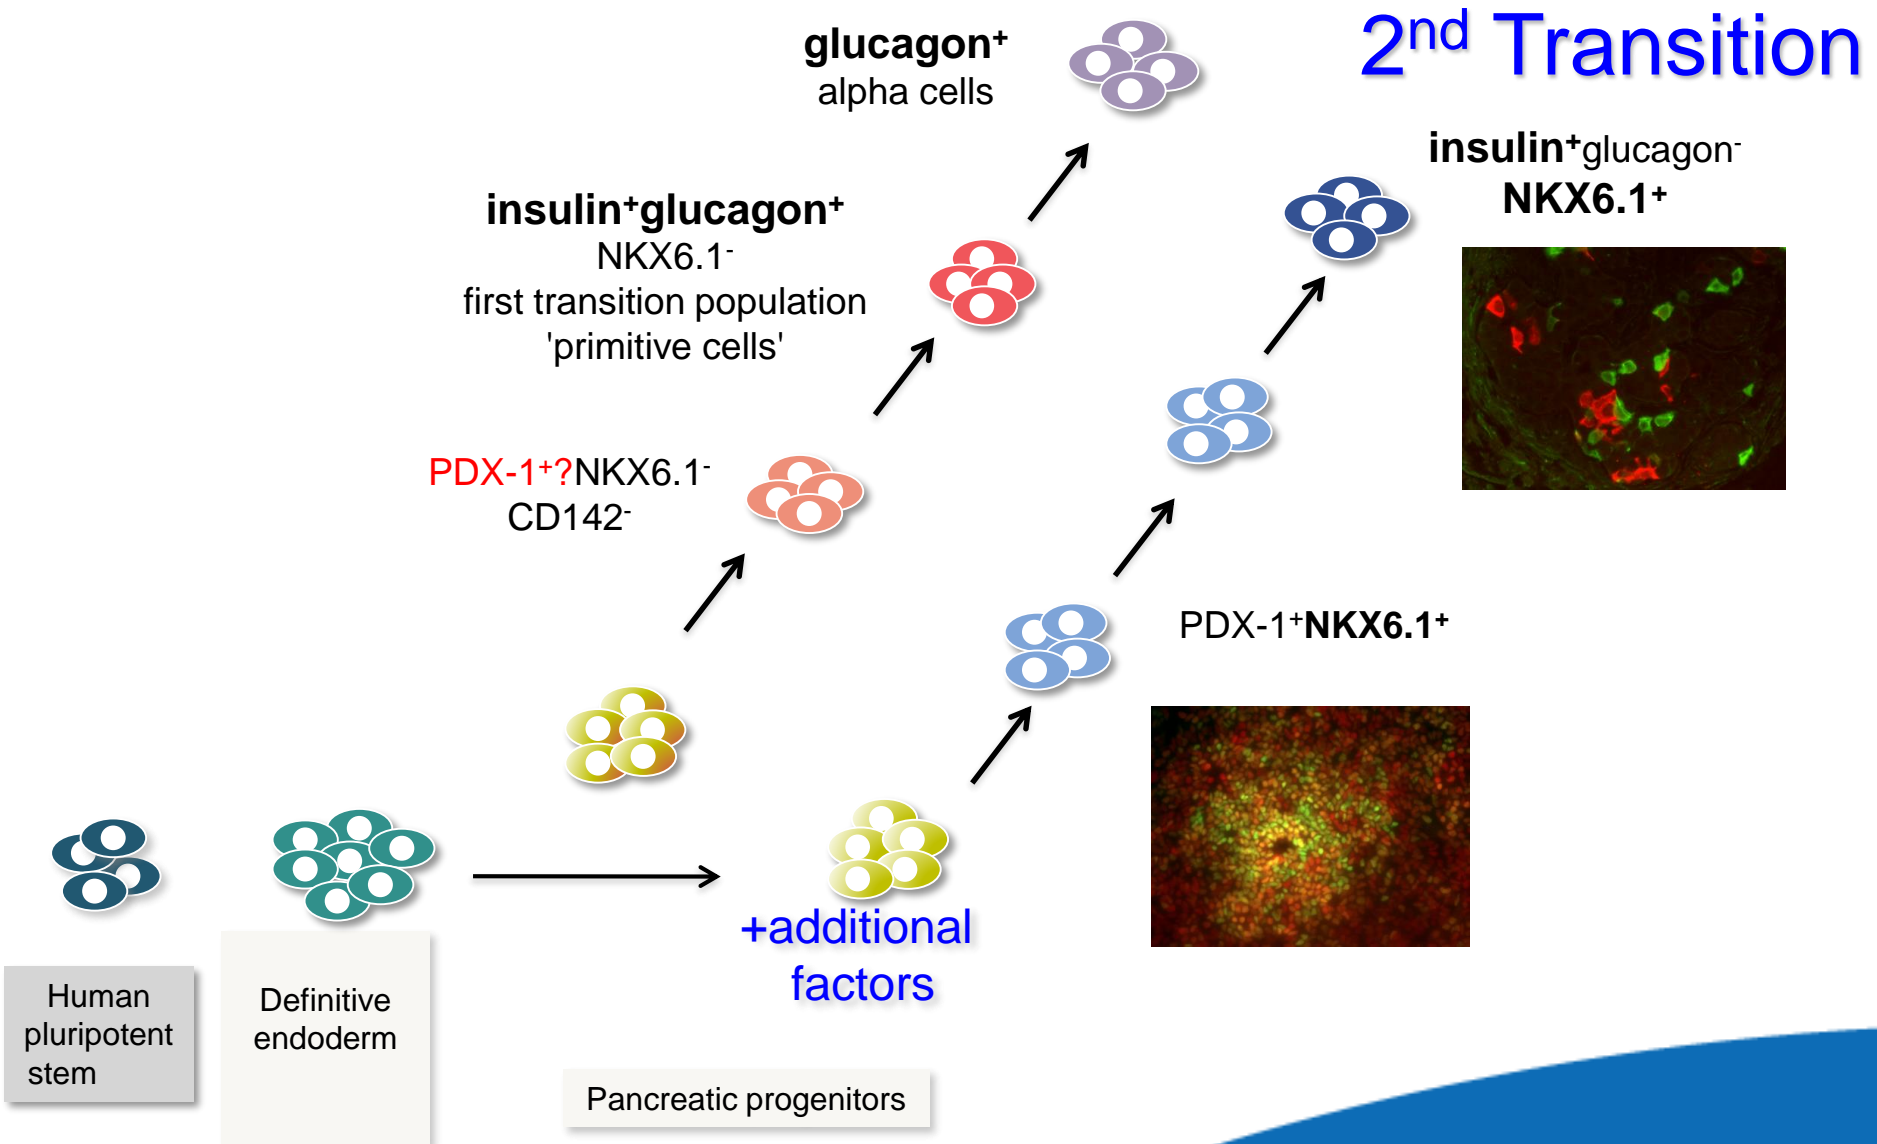 2nd Transition
glucagon+
alpha cells
insulin+glucagon-
NKX6.1+
insulin+glucagon+
NKX6.1-
first transition population
'primitive cells'
PDX-1+?NKX6.1-
CD142-
PDX-1+NKX6.1+
+additional
factors
Human
pluripotent
stem
Definitive
endoderm
Pancreatic progenitors